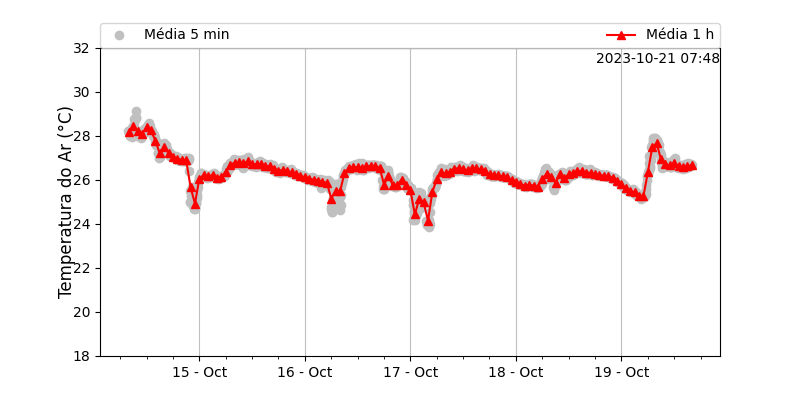 Média 5 min
Média 1 h
2023-10-21 07:48
Temperatura do Ar (°C)
32
30
28
26
24
22
20
18
15 - Oct
16 - Oct
17 - Oct
18 - Oct
19 - Oct